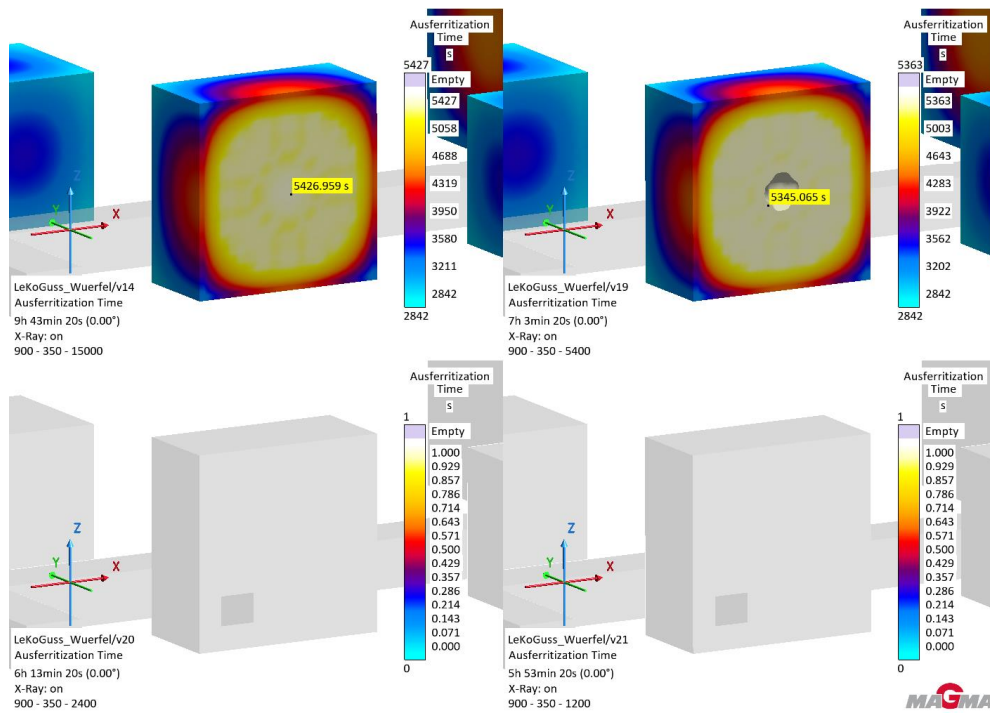 Ausferritization
Time
s
5427
Empty
5427
5058
4688
4319
3950
3580
3211
2842
2842
5426.959 s
Z
Y
X
LeKoGuss_Wuerfel/v14
Ausferritization Time
9h 43min 20s (0.00°)
X-Ray: on
900 - 350 - 15000
Ausferritization
Time
s
5363
Empty
5363
5003
4643
4283
3922
3562
3202
2842
2842
5345.065 s
Z
Y
X
LeKoGuss_Wuerfel/v19
Ausferritization Time
7h 3min 20s (0.00°)
X-Ray: on
900 - 350 - 5400
Ausferritization
Time
s
1
Empty
1.000
0.929
0.857
0.786
0.714
0.643
0.571
0.500
0.429
0.357
0.286
0.214
0.143
0.071
0.000
0
Z
Y
X
LeKoGuss_Wuerfel/v20
Ausferritization Time
6h 13min 20s (0.00°)
X-Ray: on
900 - 350 - 2400
Ausferritization
Time
s
1
Empty
1.000
0.929
0.857
0.786
0.714
0.643
0.571
0.500
0.429
0.357
0.286
0.214
0.143
0.071
0.000
0
Z
Y
X
LeKoGuss_Wuerfel/v21
Ausferritization Time
5h 53min 20s (0.00°)
X-Ray: on
900 - 350 - 1200
MAGMA